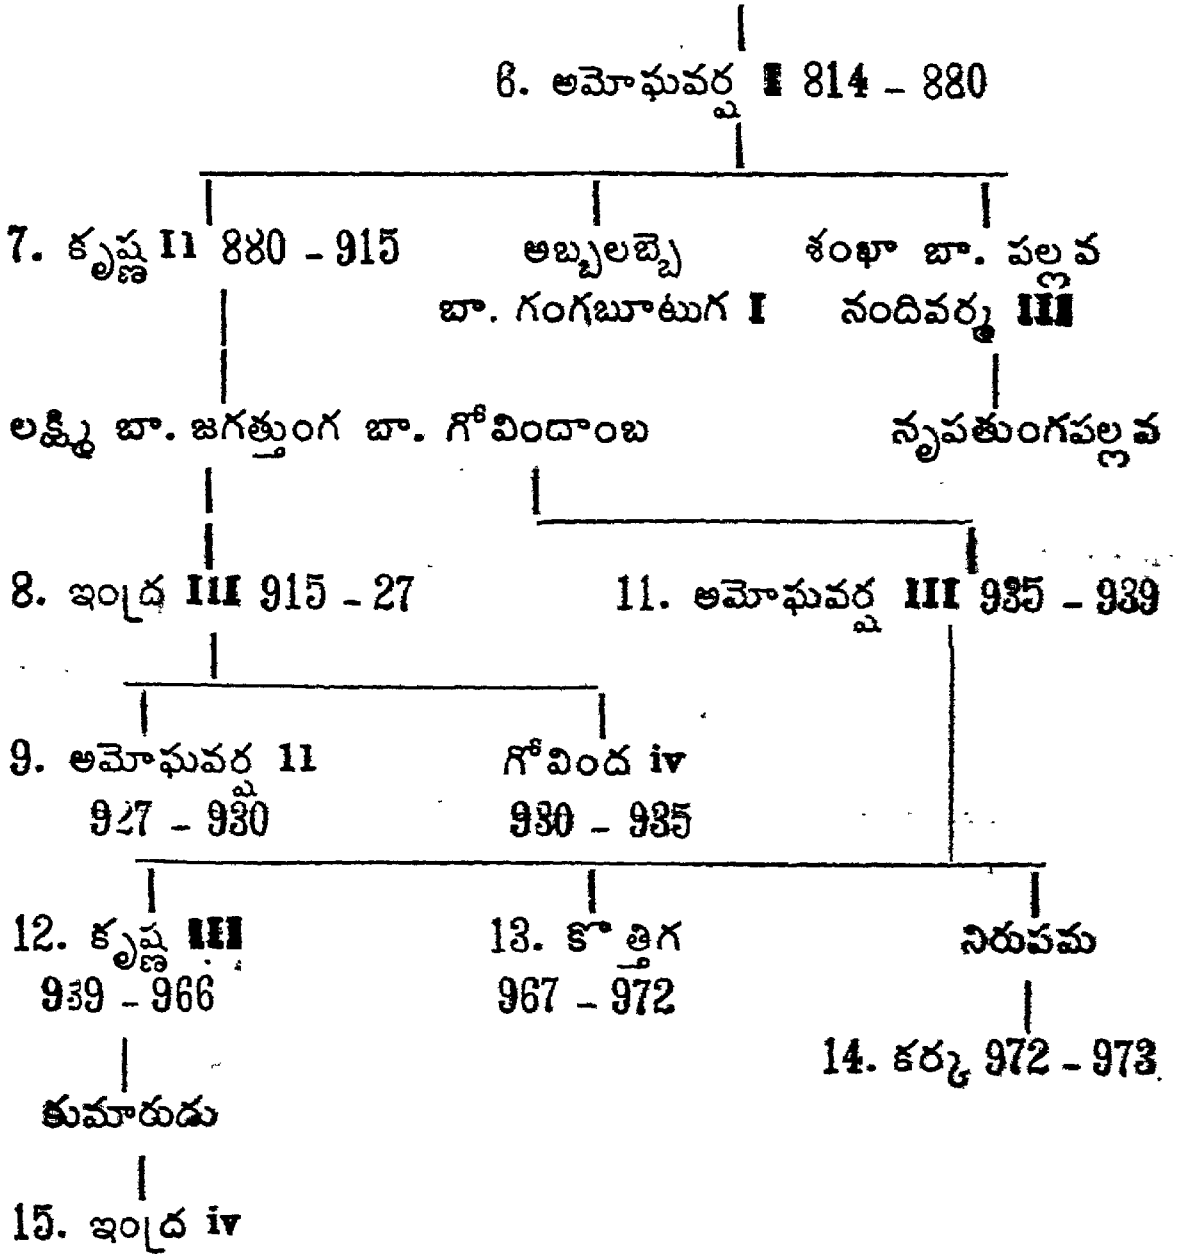 6. అమోఘవర్ష I 814 – 880
7. కృష్ణ II 880 – 915 అబ్బలబ్బె శంఖా బా. పల్లవ
బా. గంగబూటుగ I నందివర్మ III
లక్ష్మి బా. జగత్తుంగ బా. గోవిందాంబ నృపతుంగపల్లవ
8. ఇంద్ర III 915 – 27 11. అమోఘవర్ష III 935 – 939
9. అమోఘవర్ష 11 గోవింద iv
927 – 930 930 – 935
12. కృష్ణ III 13. కొత్తిగ నిరుపమ
939 – 966 967 – 972
14. కర్క 972 – 973
కుమారుడు
15. ఇంద్ర iv